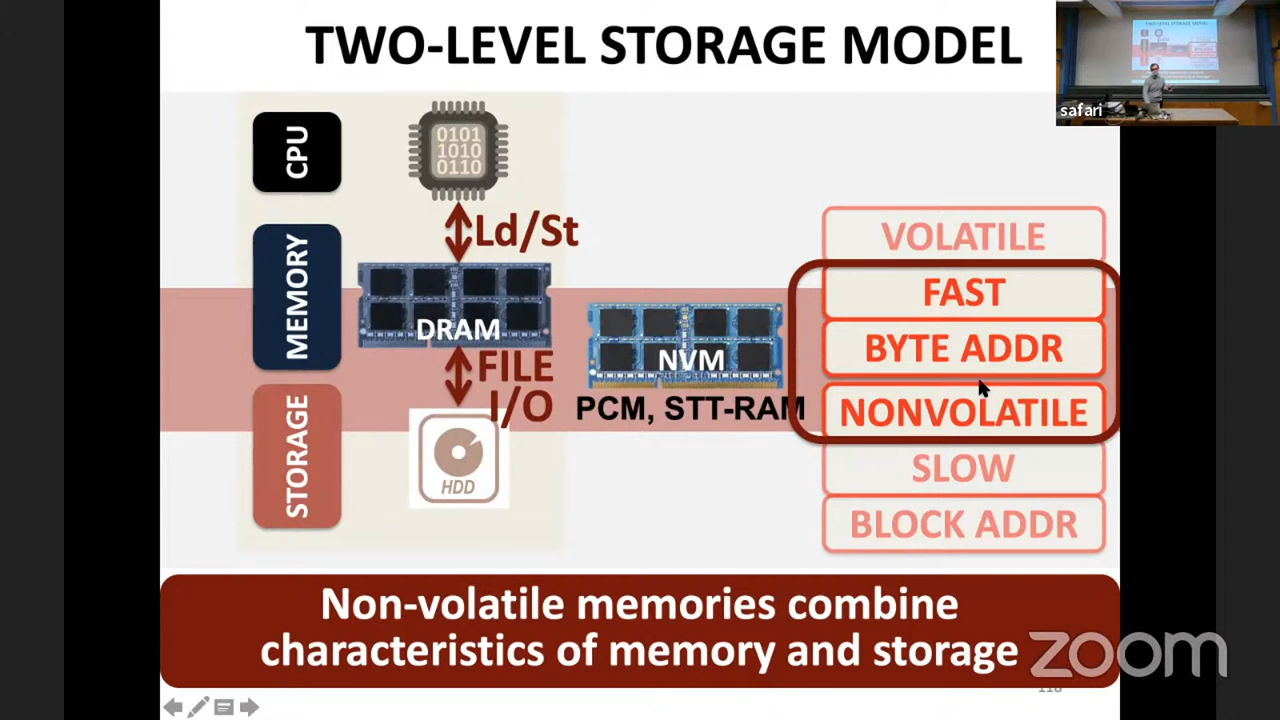 TWO-LEVEL STORAGE MODEL
safari
CPU
0101
1010
0110
Ld/St
MEMORY
DRAM
FILE
I/O
STORAGE
HDD
NVM
PCM, STT-RAM
VOLATILE
FAST
BYTE ADDR
NONVOLATILE
SLOW
BLOCK ADDR
Non-volatile memories combine
characteristics of memory and storage
zoom